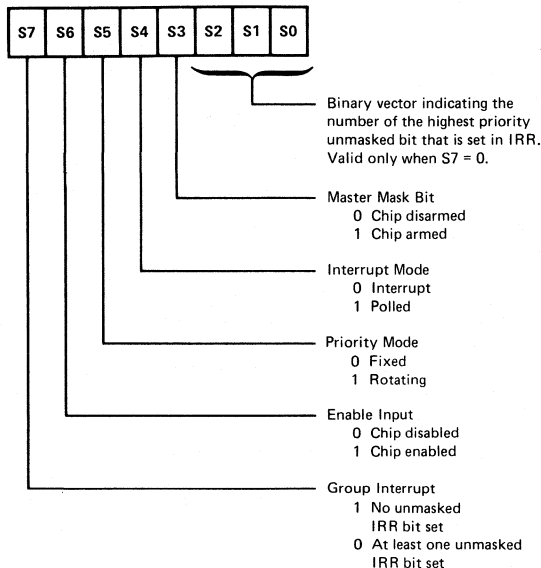 S7 S6 S5 S4 S3 S2 S1 S0
Binary vector indicating the
number of the highest priority
unmasked bit that is set in IRR.
Valid only when S7 = 0.
Master Mask Bit
0 Chip disarmed
1 Chip armed
Interrupt Mode
0 Interrupt
1 Polled
Priority Mode
0 Fixed
1 Rotating
Enable Input
0 Chip disabled
1 Chip enabled
Group Interrupt
1 No unmasked
IRR bit set
0 At least one unmasked
IRR bit set